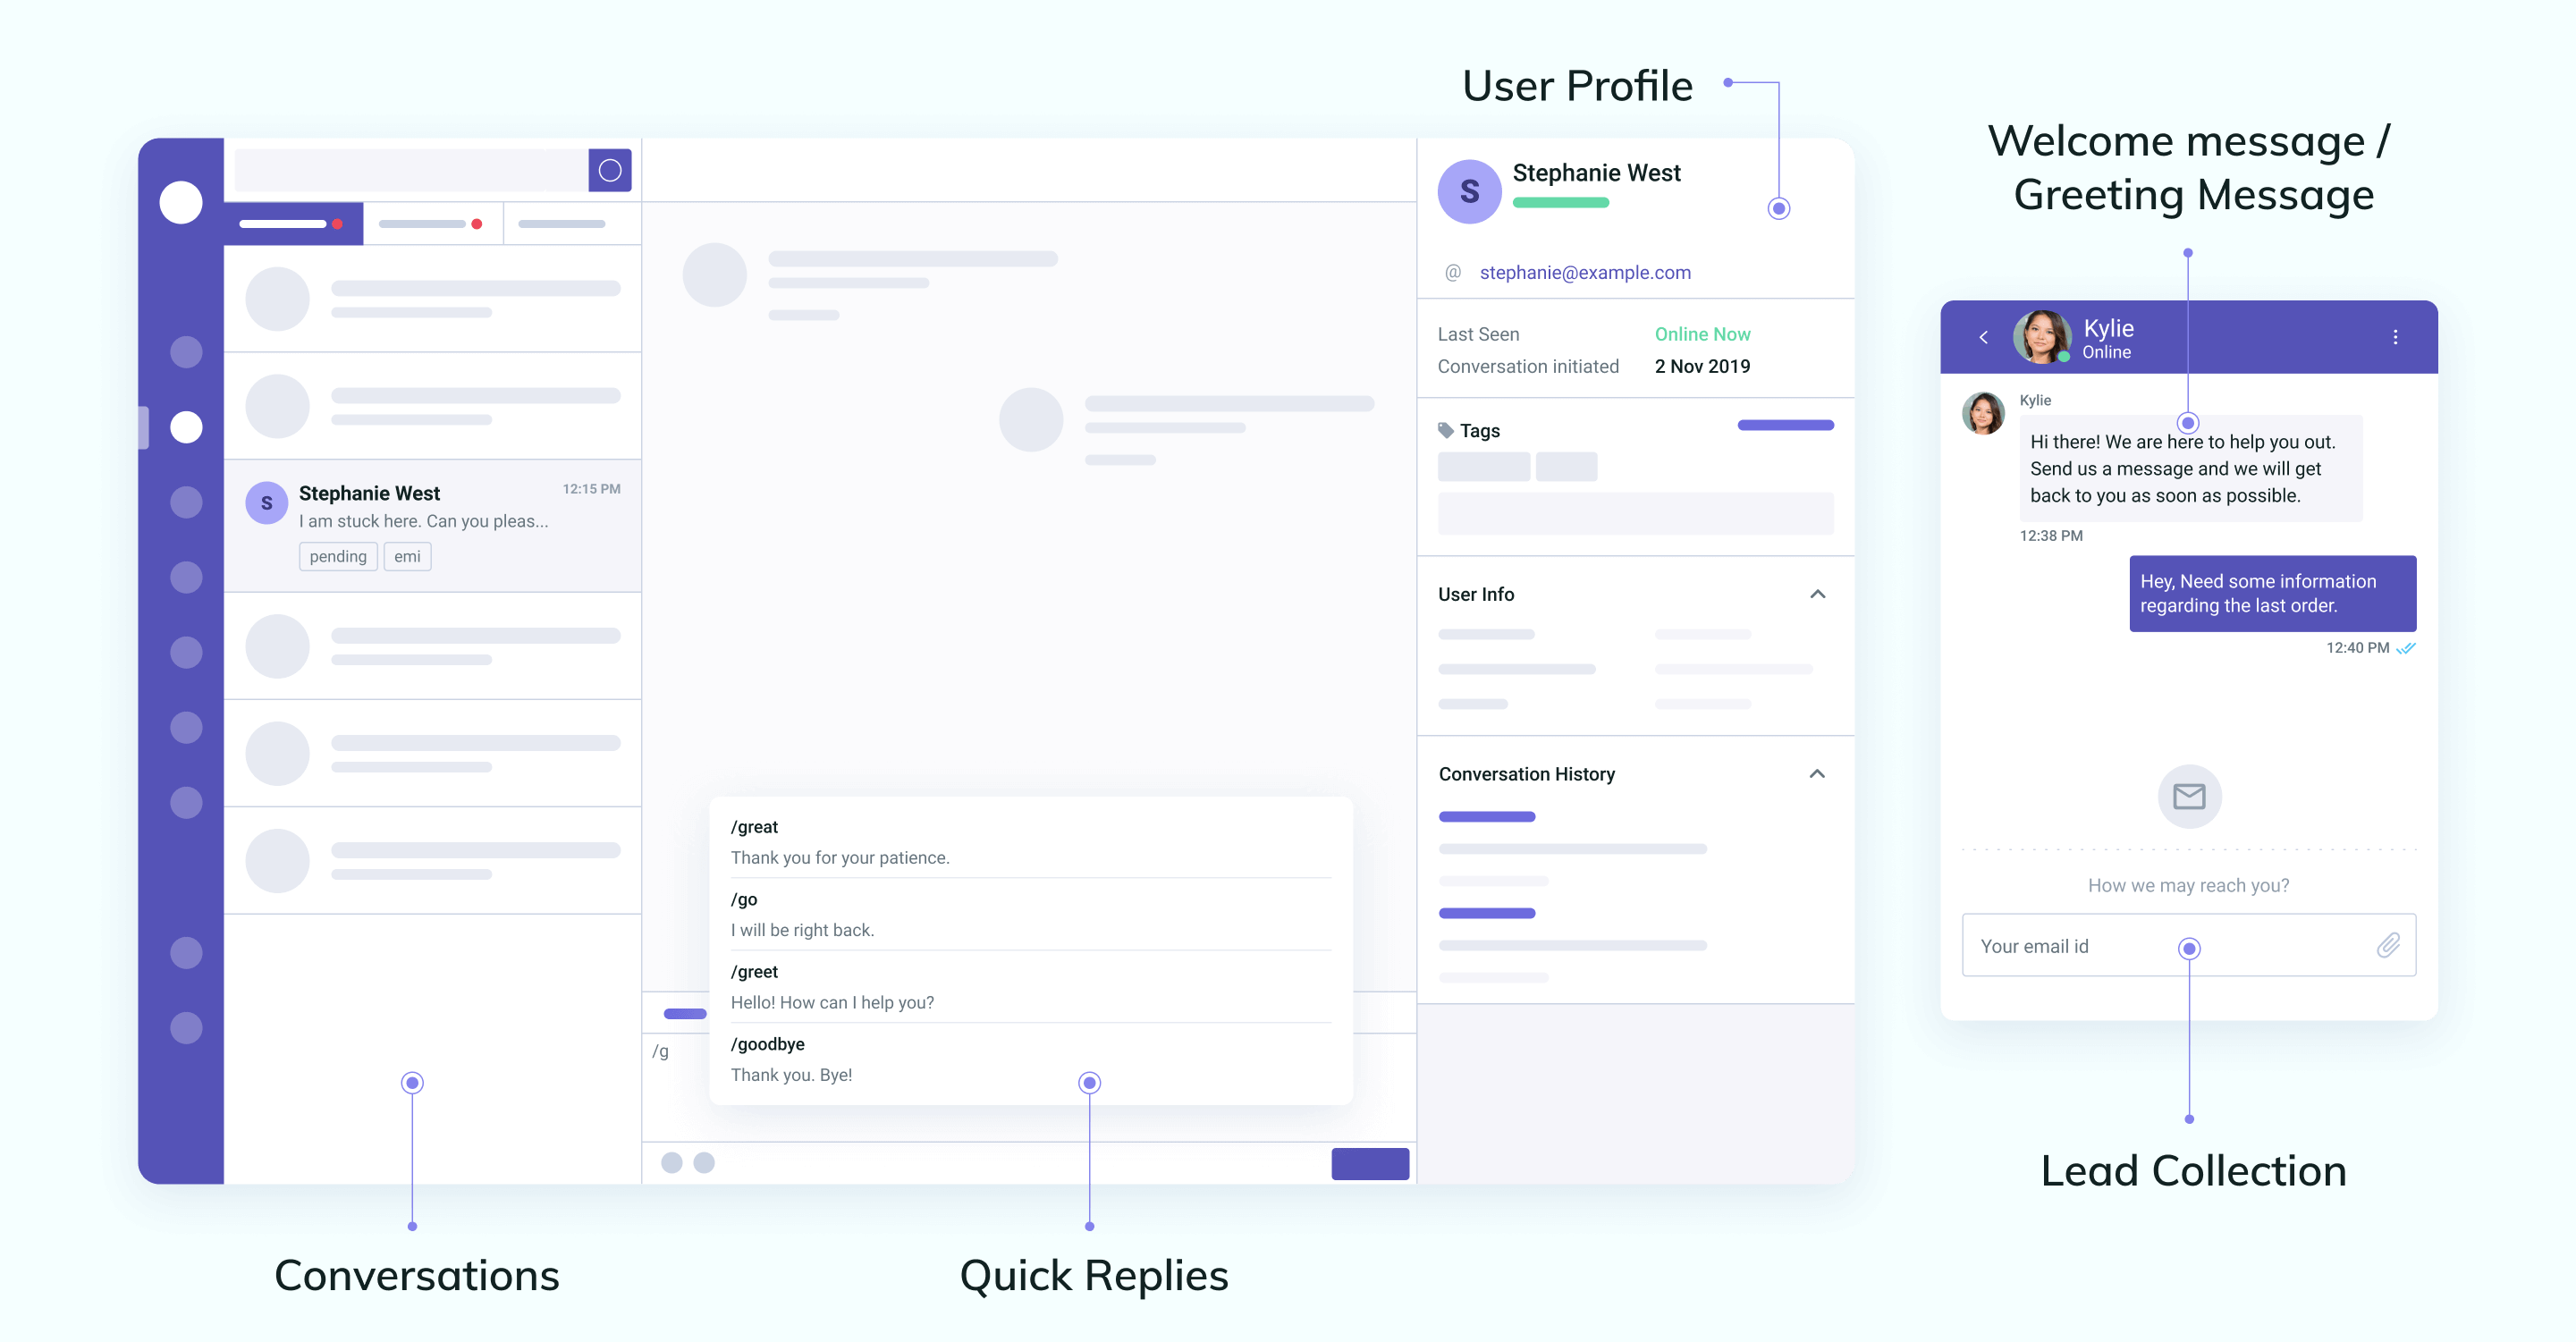 User Profile
Welcome message /
Greeting Message
S
Stephanie West
@ stephanie@example.com
Last Seen Online Now
Conversation initiated 2 Nov 2019
Tags
User Info
Conversation History
S
Stephanie West 12:15 PM
I am stuck here. Can you pleas...
pending emi
/great
Thank you for your patience.
/go
I will be right back.
/greet
Hello! How can I help you?
/goodbye
Thank you. Bye!
/g
Kylie
Online
Kylie
Hi there! We are here to help you out.
Send us a message and we will get
back to you as soon as possible.
12:38 PM
Hey, Need some information
regarding the last order.
12:40 PM
How we may reach you?
Your email id
Lead Collection
Conversations
Quick Replies